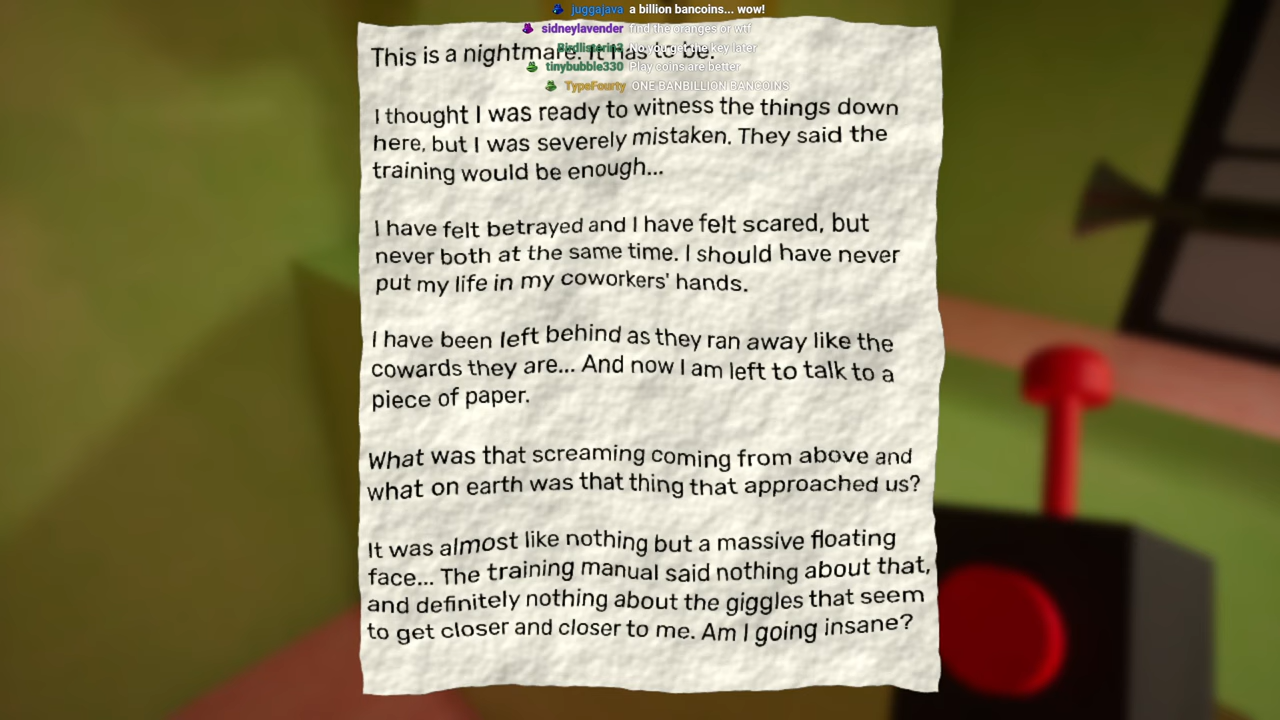 juggajava a billion bancoins... wow!
sidneylavender find the oranges or wtf
Birdlisterin3 No you get the key later
This is a nightmare. It has to be.
tinybubble330 Play coins are better
TypeFourty ONE BANBILLION BANCOINS
I thought I was ready to witness the things down
here, but I was severely mistaken. They said the
training would be enough...
I have felt betrayed and I have felt scared, but
never both at the same time. I should have never
put my life in my coworkers' hands.
I have been left behind as they ran away like the
cowards they are... And now I am left to talk to a
piece of paper.
What was that screaming coming from above and
what on earth was that thing that approached us?
It was almost like nothing but a massive floating
face... The training manual said nothing about that,
and definitely nothing about the giggles that seem
to get closer and closer to me. Am I going insane?